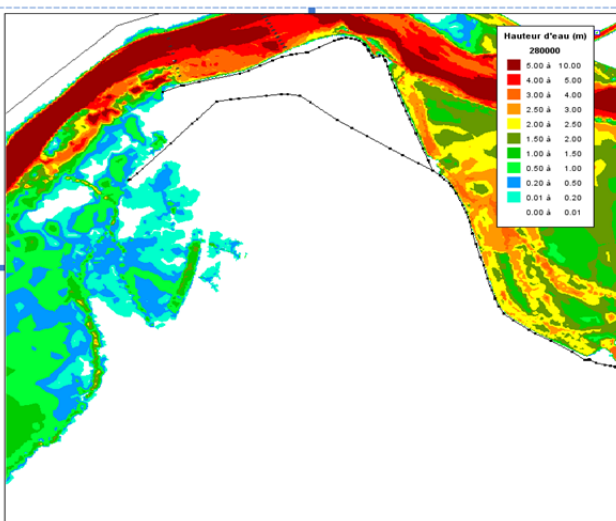 Hauteur d'eau (m)
280000
5.00 à 10.00
4.00 à 5.00
3.00 à 4.00
2.50 à 3.00
2.00 à 2.50
1.50 à 2.00
1.00 à 1.50
0.50 à 1.00
0.20 à 0.50
0.01 à 0.20
0.00 à 0.01